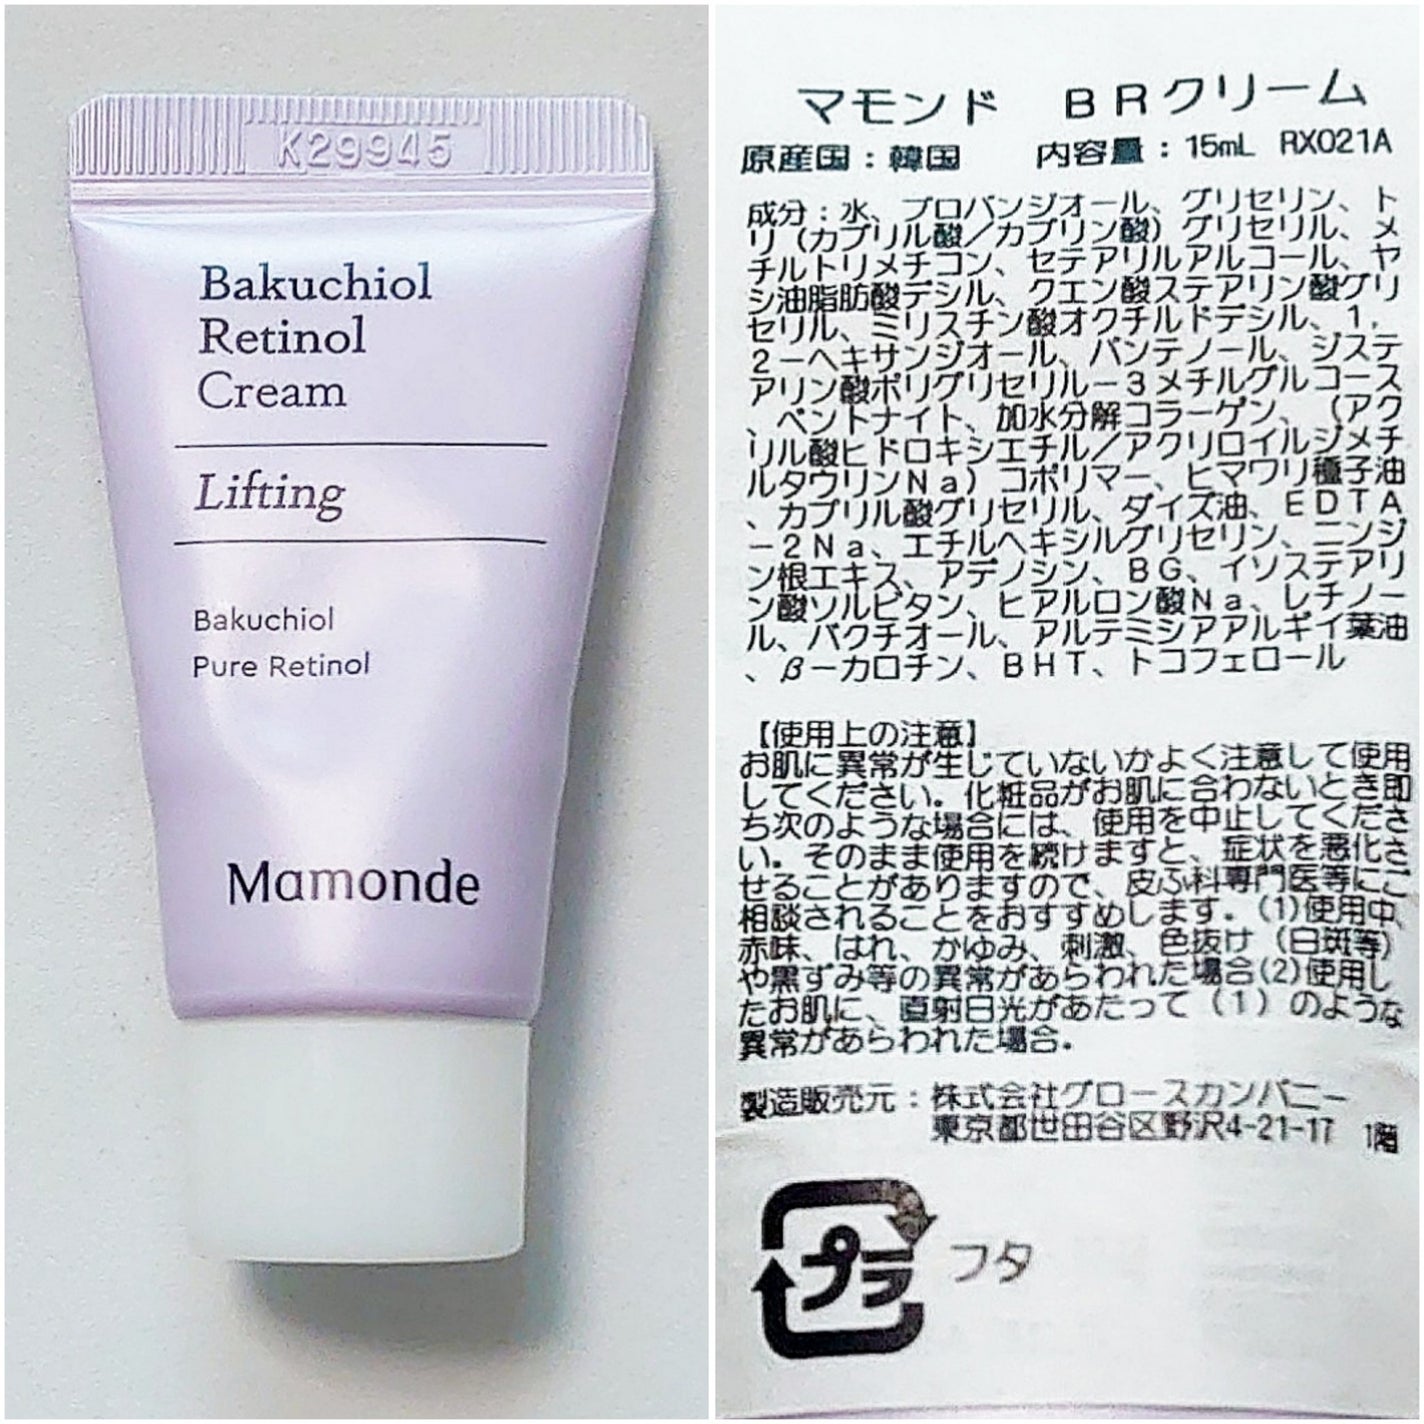 K29945
Bakuchiol
Retinol
Cream
Lifting
Bakuchiol
Pure Retinol
Mamonde
マモンド　ＢＲクリーム
原産国：韓国　内容量：15mL RX021A
成分：水、プロパンジオール、グリセリン、ト
リ（カプリル酸／カプリン酸）グリセリル、メ
チルトリメチコン、セテアリルアルコール、ヤ
シ油脂肪酸デシル、クエン酸ステアリン酸グリ
セリル、ミリスチン酸オクチルドデシル、１，
２－ヘキサンジオール、パンテノール、ジステ
アリン酸ポリグリセリル－３メチルグルコース
、ベントナイト、加水分解コラーゲン、（アク
リル酸ヒドロキシエチル／アクリロイルジメチ
ルタウリンＮａ）コポリマー、ヒマワリ種子油
、カプリル酸グリセリル、ダイズ油、ＥＤＴＡ
－２Ｎａ、エチルヘキシルグリセリン、ニンジ
ン根エキス、アデノシン、ＢＧ、イソステアリ
ン酸ソルビタン、ヒアルロン酸Ｎａ、レチノー
ル、バクチオール、アルテミシアアルギイ葉油
、β－カロチン、ＢＨＴ、トコフェロール
【使用上の注意】
お肌に異常が生じていないかよく注意して使用
してください。化粧品がお肌に合わないとき即
ち次のような場合には、使用を中止してくださ
い。そのまま使用を続けますと、症状を悪化さ
せることがありますので、皮ふ科専門医等にご
相談されることをおすすめします。(1)使用中、
赤味、はれ、かゆみ、刺激、色抜け（白斑等）
や黒ずみ等の異常があらわれた場合(2)使用し
たお肌に、直射日光があたって（１）のような
異常があらわれた場合。
製造販売元：株式会社グロースカンパニー
東京都世田谷区野沢4-21-17　1階
プラ　フタ